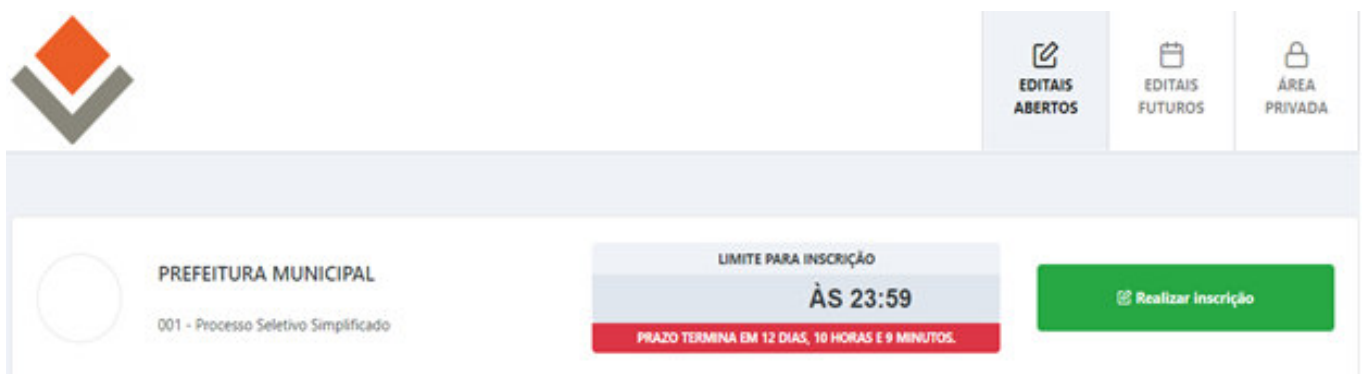 EDITAIS
ABERTOS
EDITAIS
FUTUROS
ÁREA
PRIVADA
PREFEITURA MUNICIPAL
001 - Processo Seletivo Simplificado
LIMITE PARA INSCRIÇÃO
ÀS 23:59
PRAZO TERMINA EM 12 DIAS, 10 HORAS E 9 MINUTOS.
Realizar inscrição